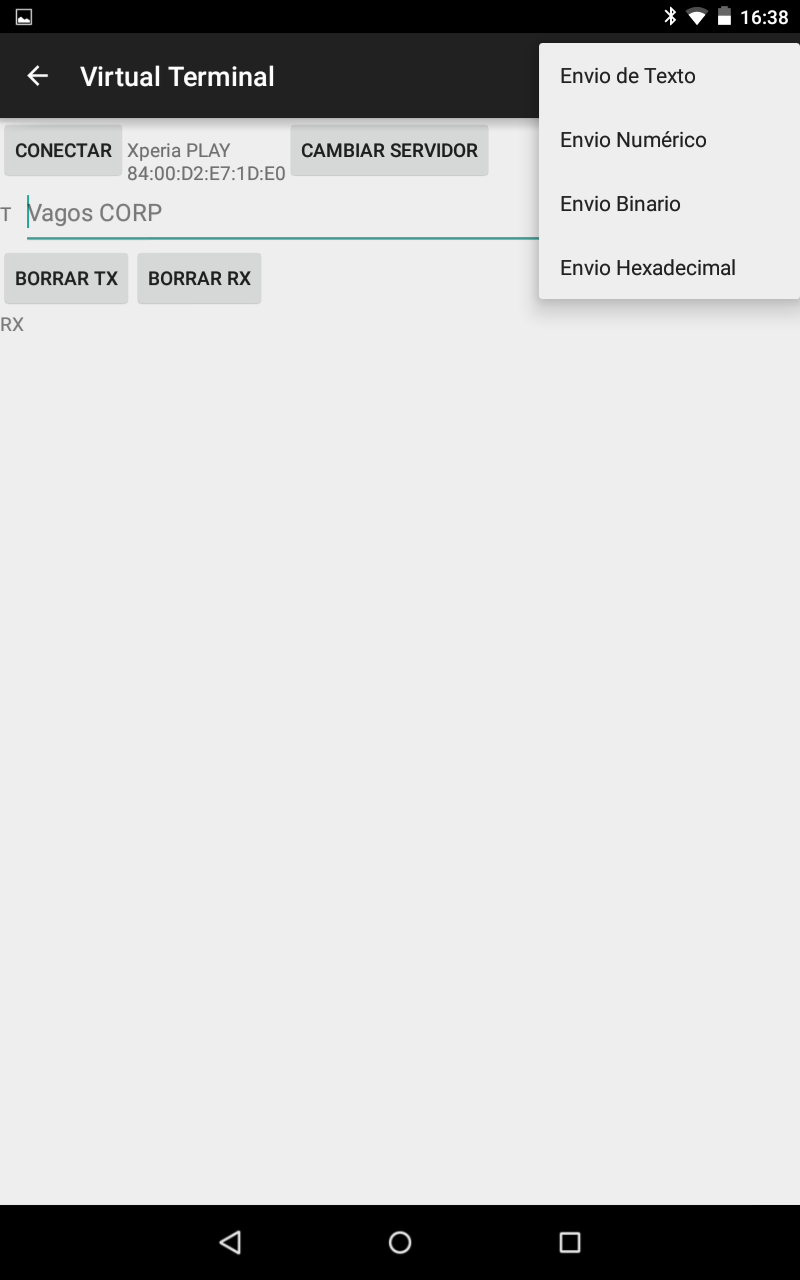 16:38
Virtual Terminal
Envio de Texto
Envio Numérico
Envio Binario
Envio Hexadecimal
CONECTAR
Xperia PLAY
84:00:D2:E7:1D:E0
CAMBIAR SERVIDOR
T
Vagos CORP
BORRAR TX
BORRAR RX
RX